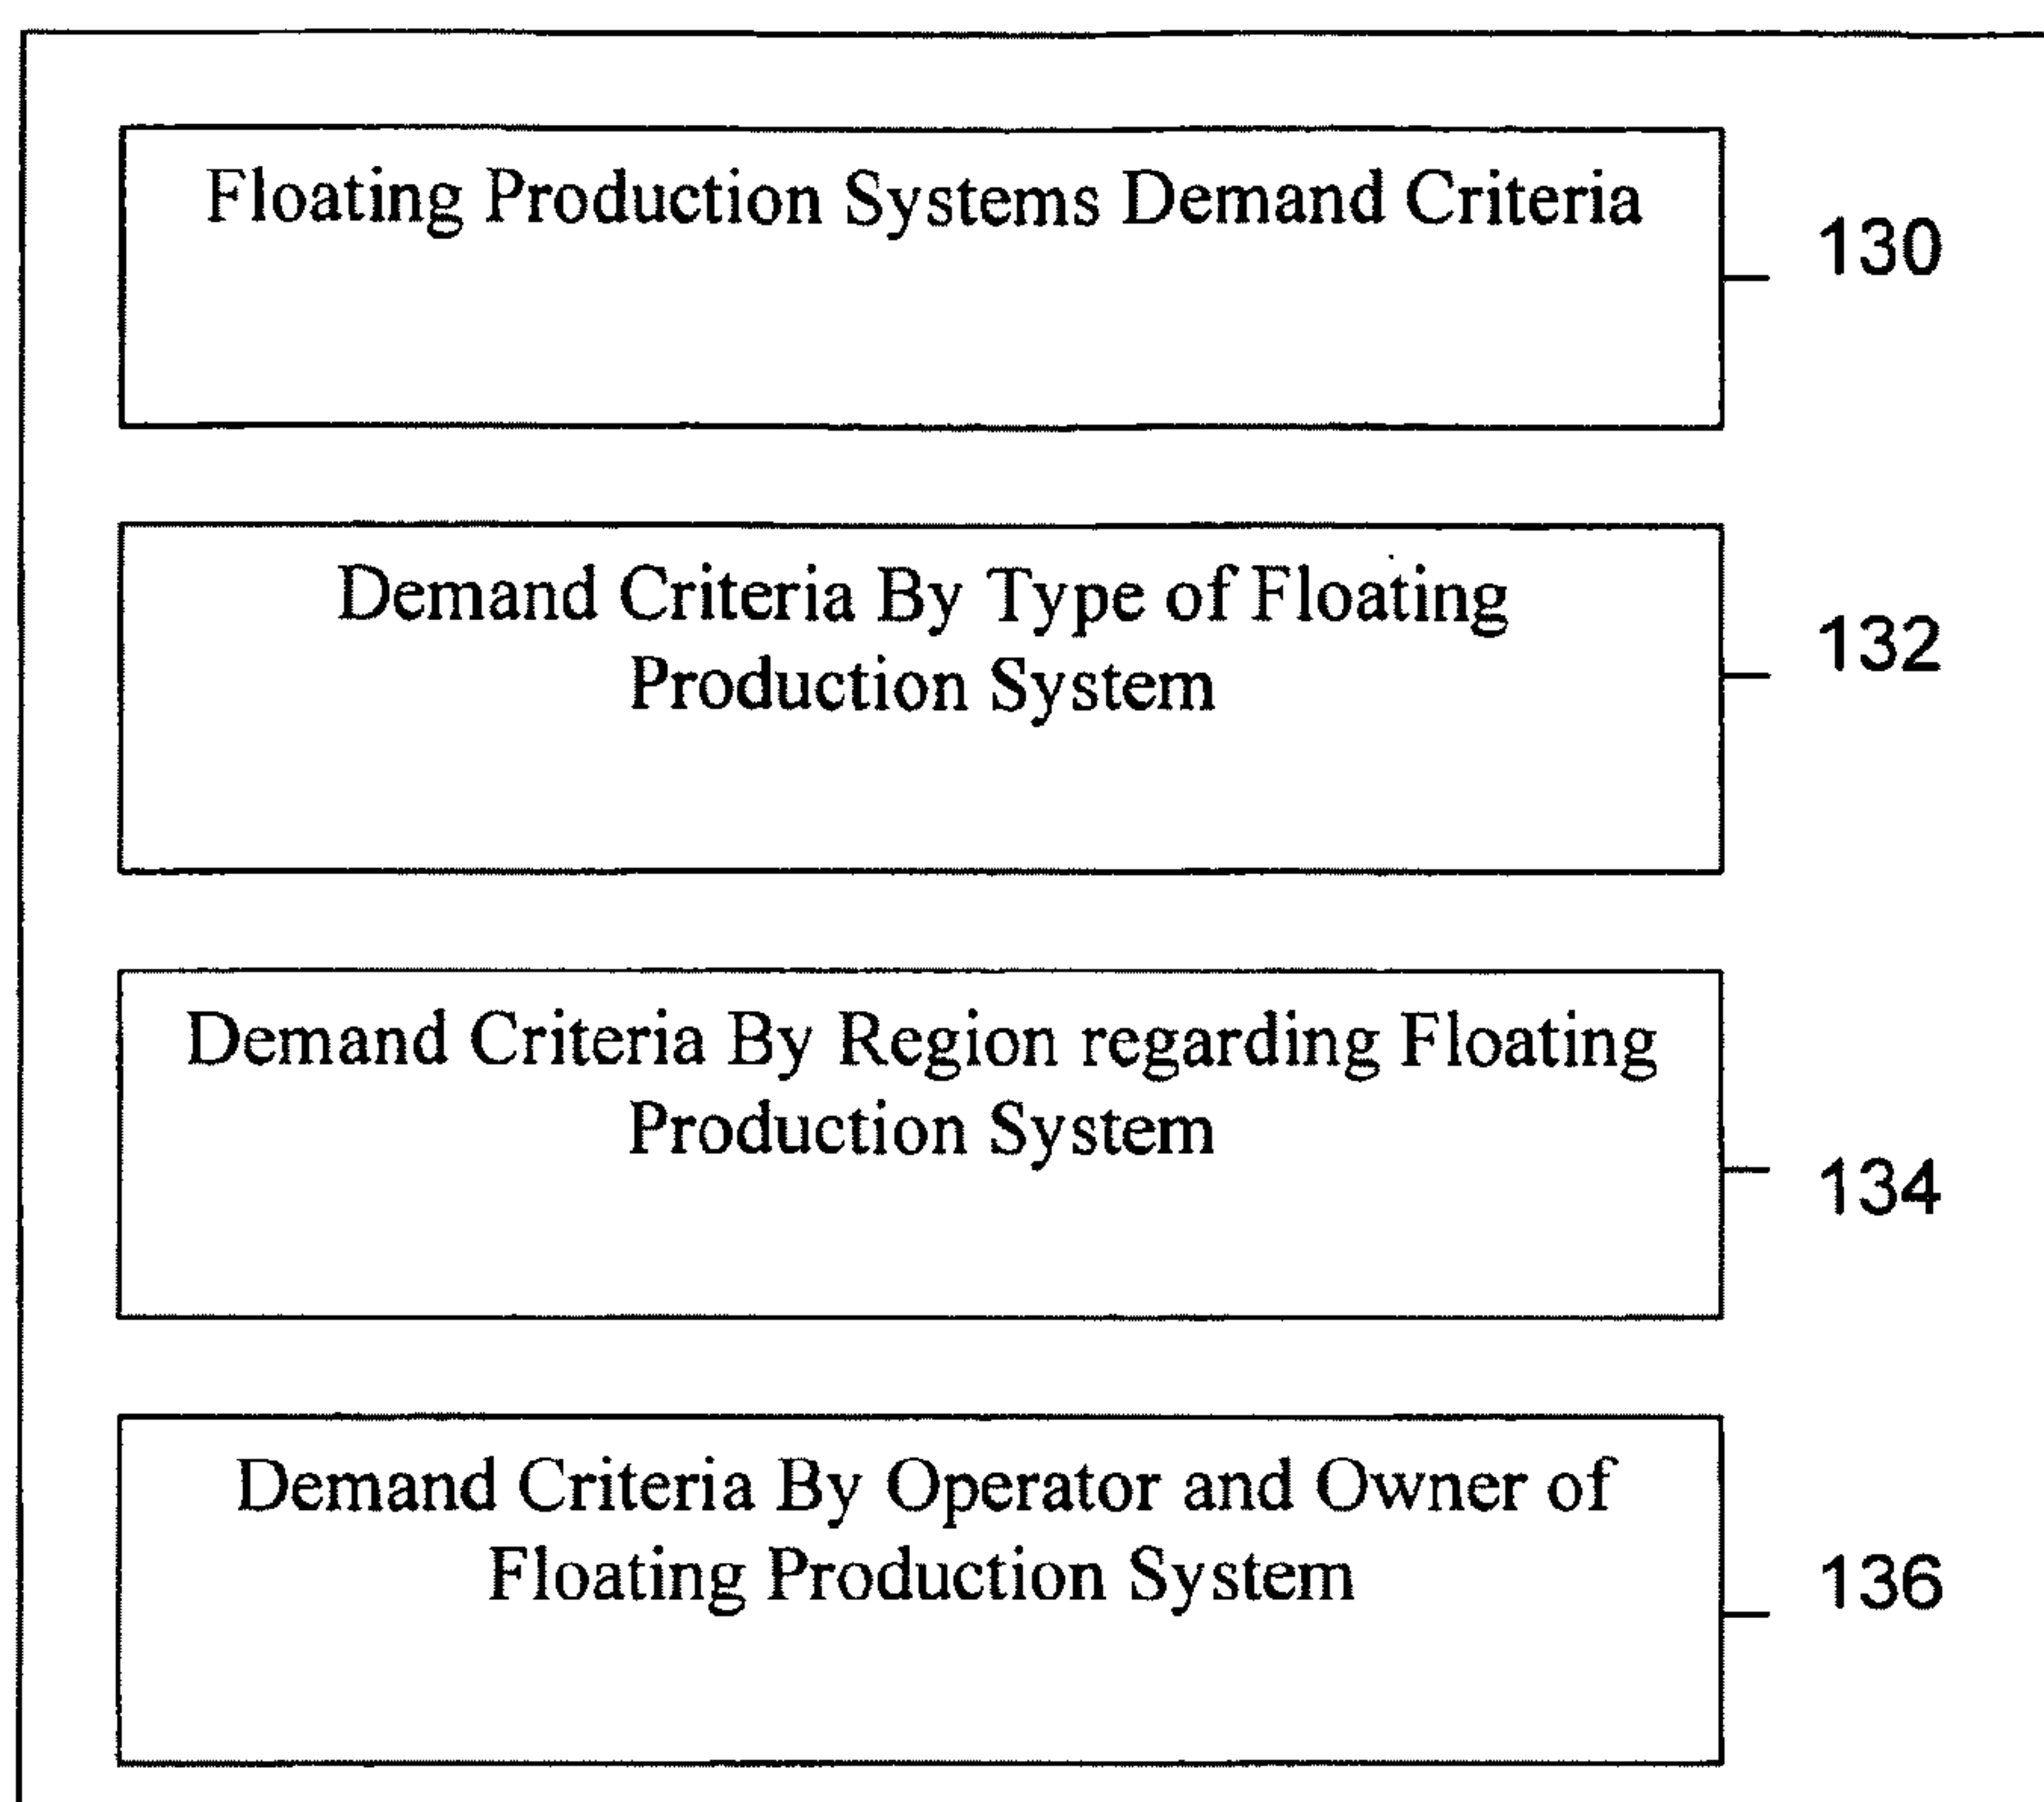 Floating Production Systems Demand Criteria
130
Demand Criteria By Type of Floating
Production System
132
Demand Criteria By Region regarding Floating
Production System
134
Demand Criteria By Operator and Owner of
Floating Production System
136